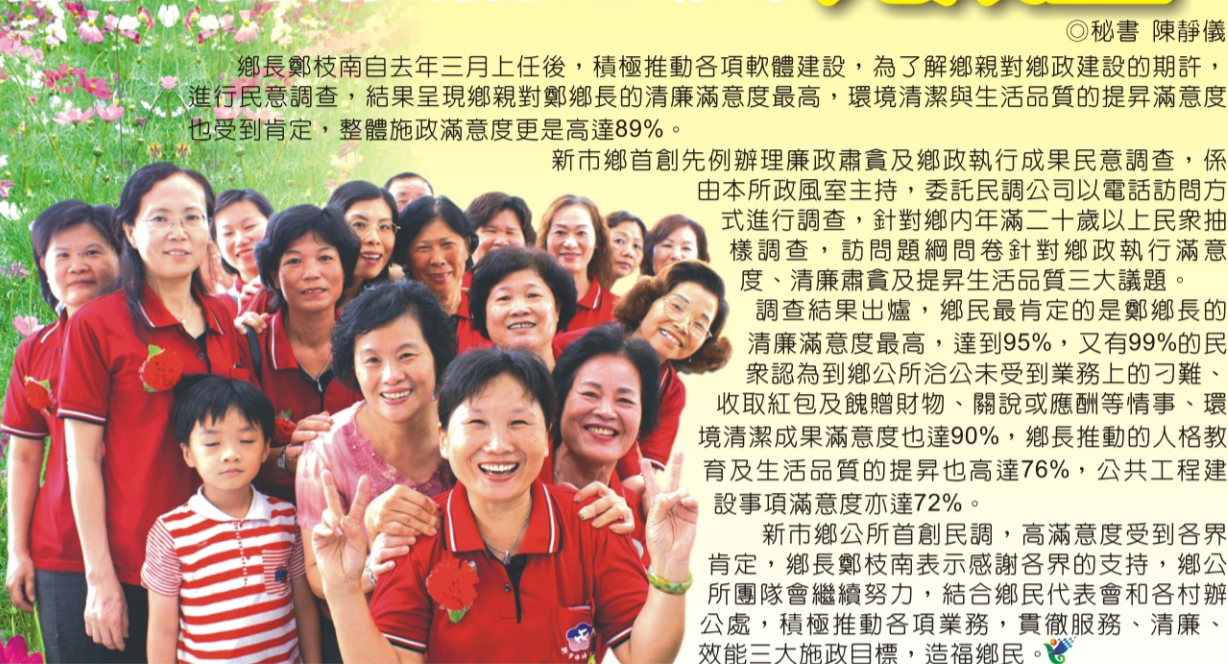 ◎秘書 陳靜儀
鄉長鄭枝南自去年三月上任後，積極推動各項軟體建設，為了解鄉親對鄉政建設的期許，
進行民意調查，結果呈現鄉親對鄭鄉長的清廉滿意度最高，環境清潔與生活品質的提昇滿意度
也受到肯定，整體施政滿意度更是高達89%。
新市鄉首創先例辦理廉政肅貪及鄉政執行成果民意調查，係
由本所政風室主持，委託民調公司以電話訪問方
式進行調查，針對鄉內年滿二十歲以上民眾抽
樣調查，訪問題綱問卷針對鄉政執行滿意
度、清廉肅貪及提昇生活品質三大議題。
調查結果出爐，鄉民最肯定的是鄭鄉長的
清廉滿意度最高，達到95%，又有99%的民
眾認為到鄉公所洽公未受到業務上的刁難、
收取紅包及餽贈財物、關說或應酬等情事、環
境清潔成果滿意度也達90%，鄉長推動的人格教
育及生活品質的提昇也高達76%，公共工程建
設事項滿意度亦達72%。
新市鄉公所首創民調，高滿意度受到各界
肯定，鄉長鄭枝南表示感謝各界的支持，鄉公
所團隊會繼續努力，結合鄉民代表會和各村辦
公處，積極推動各項業務，貫徹服務、清廉、
效能三大施政目標，造福鄉民。